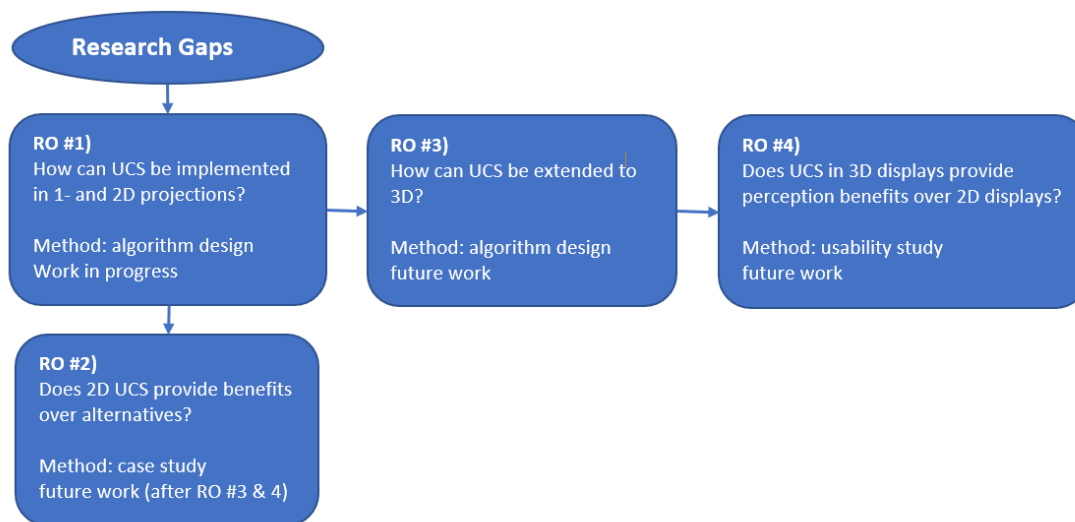 Research Gaps
RO #1)
How can UCS be implemented
in 1- and 2D projections?
Method: algorithm design
Work in progress
RO #3)
How can UCS be extended to
3D?
Method: algorithm design
future work
RO #4)
Does UCS in 3D displays provide
perception benefits over 2D displays?
Method: usability study
future work
RO #2)
Does 2D UCS provide benefits
over alternatives?
Method: case study
future work (after RO #3 & 4)